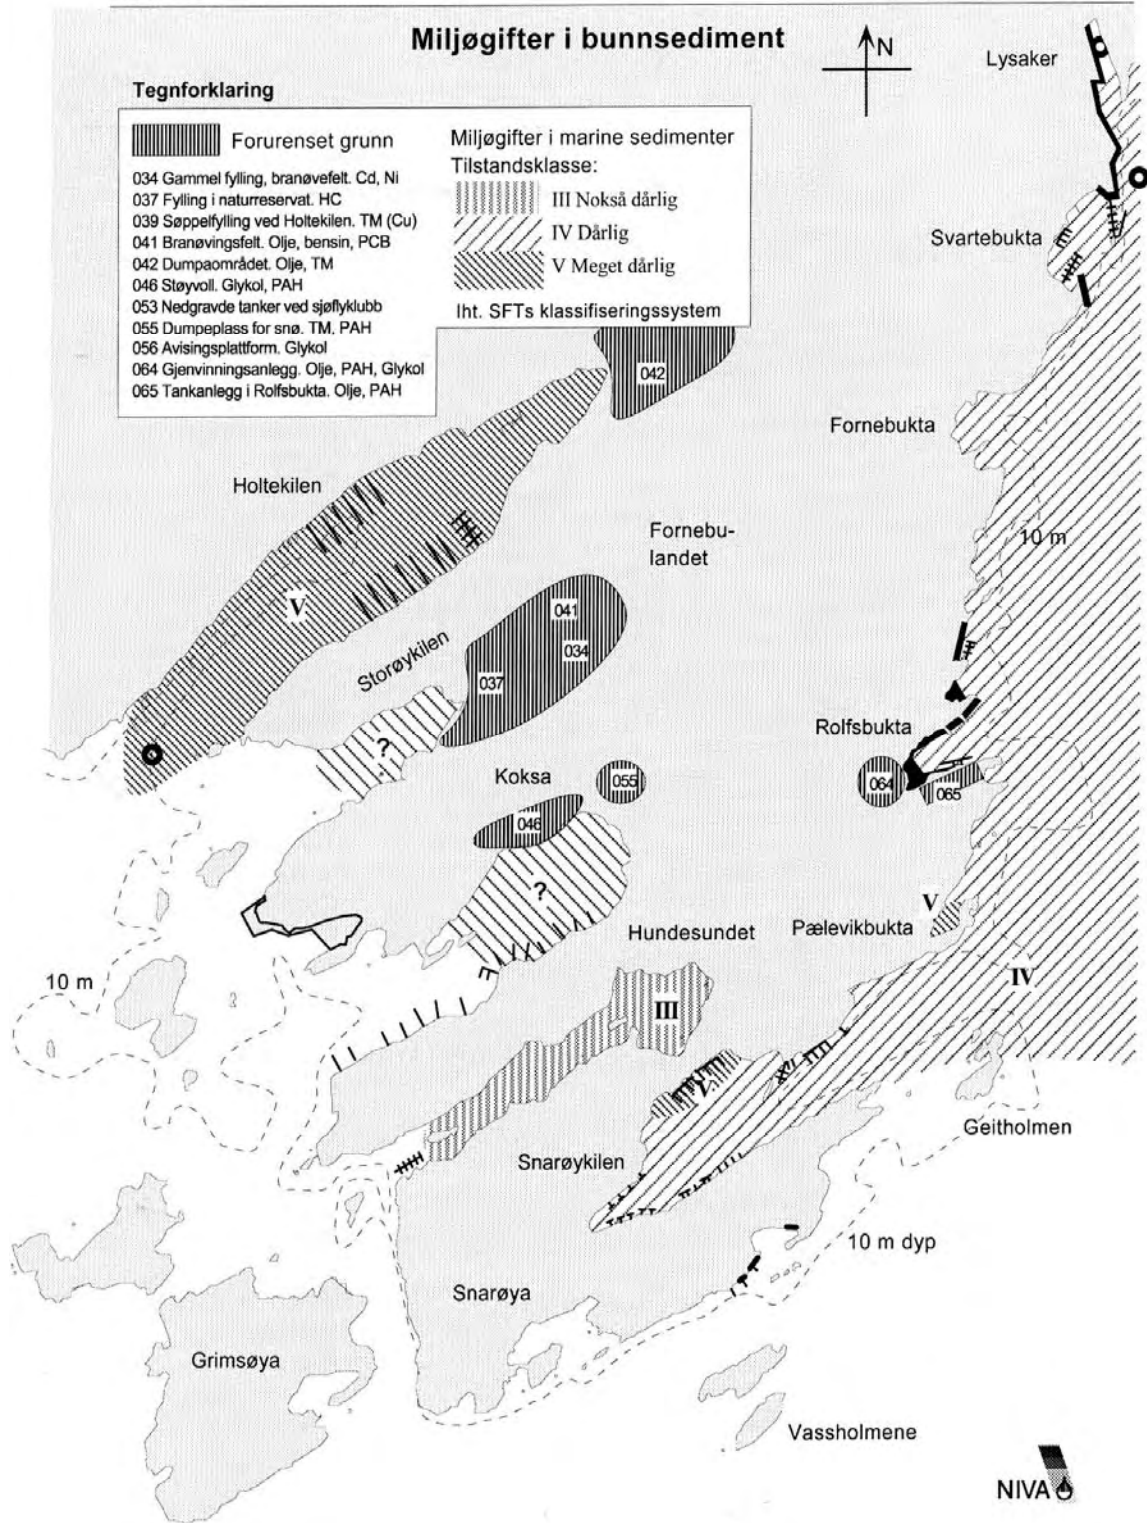 Miljøgifter i bunnsediment
N
Lysaker
Tegnforklaring
Forurenset grunn
034 Gammel fylling, branøvefelt. Cd, Ni
037 Fylling i naturreservat. HC
039 Søppelfylling ved Holtekilen. TM (Cu)
041 Branøvingsfelt. Olje, bensin, PCB
042 Dumpaområdet. Olje, TM
046 Støyvoll. Glykol, PAH
053 Nedgravde tanker ved sjøflyklubb
055 Dumpeplass for snø. TM, PAH
056 Avisingsplattform. Glykol
064 Gjenvinningsanlegg. Olje, PAH, Glykol
065 Tankanlegg i Rolfsbukta. Olje, PAH
Miljøgifter i marine sedimenter
Tilstandsklasse:
III Nokså dårlig
IV Dårlig
V Meget dårlig
Iht. SFTs klassifiseringssystem
Svartebukta
042
Fornebukta
Holtekilen
Fornebu-
landet
10 m
V
041
034
037
Storøykilen
?
Rolfsbukta
Koksa
055
064
065
046
?
V
Pælevikbukta
Hundesundet
10 m
IV
III
V
Geitholmen
Snarøykilen
10 m dyp
Snarøya
Grimsøya
Vassholmene
NIVA